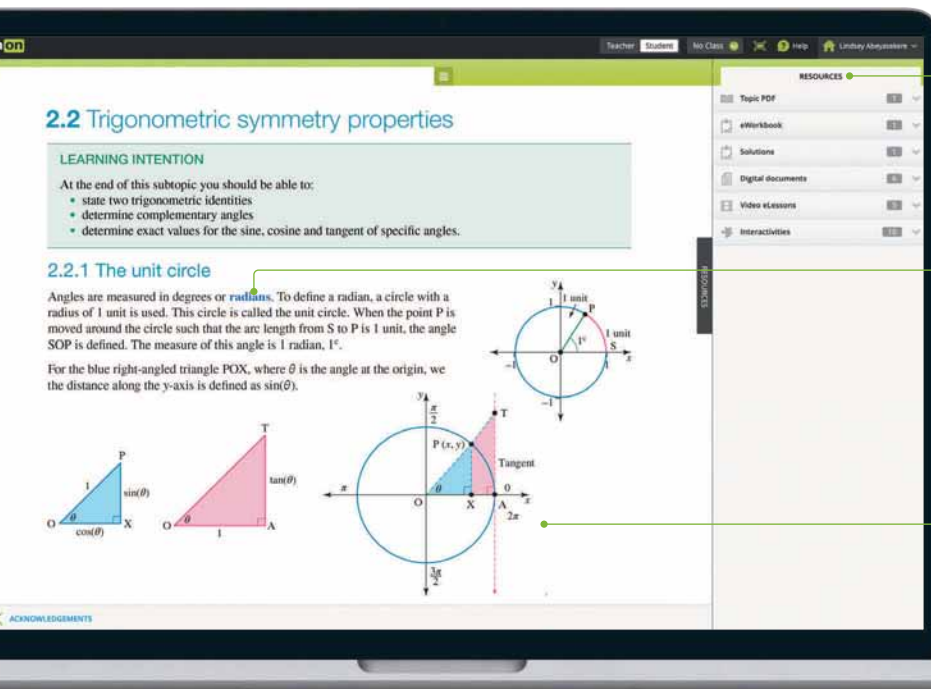 on
Teacher Student No Class Help Lindsay Abeyasekere
RESOURCES
Topic PDF 1
eWorkbook 1
Solutions 1
Digital documents
Video eLessons
Interactivities
RESOURCES
2.2 Trigonometric symmetry properties
LEARNING INTENTION
At the end of this subtopic you should be able to:
• state two trigonometric identities
• determine complementary angles
• determine exact values for the sine, cosine and tangent of specific angles.
2.2.1 The unit circle
Angles are measured in degrees or radians. To define a radian, a circle with a
radius of 1 unit is used. This circle is called the unit circle. When the point P is
moved around the circle such that the arc length from S to P is 1 unit, the angle
SOP is defined. The measure of this angle is 1 radian, 1ᶜ.
For the blue right-angled triangle POX, where θ is the angle at the origin, we
the distance along the y-axis is defined as sin(θ).
y
1
1 unit
P
1 unit
1ᶜ
S
−1
O
1
x
−1
P
1
sin(θ)
O
θ
X
cos(θ)
T
tan(θ)
O
θ
1
A
y
π/2
T
P (x, y)
Tangent
π
θ
0
O
X
A
x
2π
3π/2
ACKNOWLEDGEMENTS